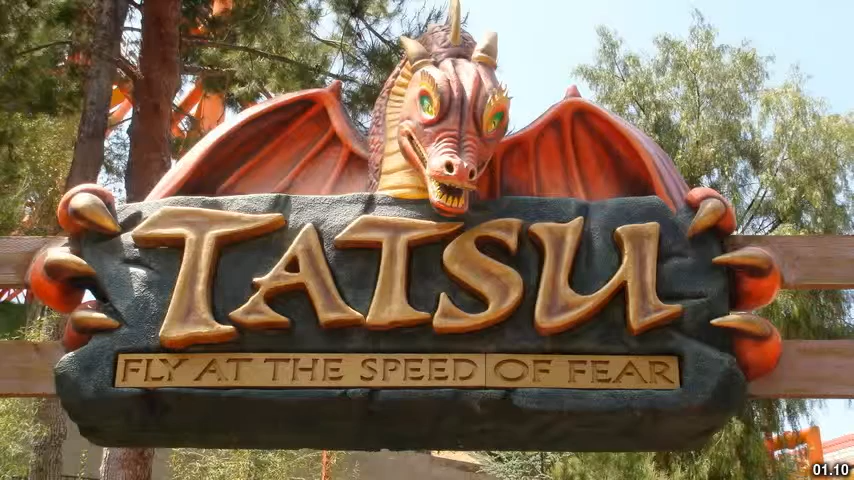 TATSU
FLY AT THE SPEED OF FEAR
01.10